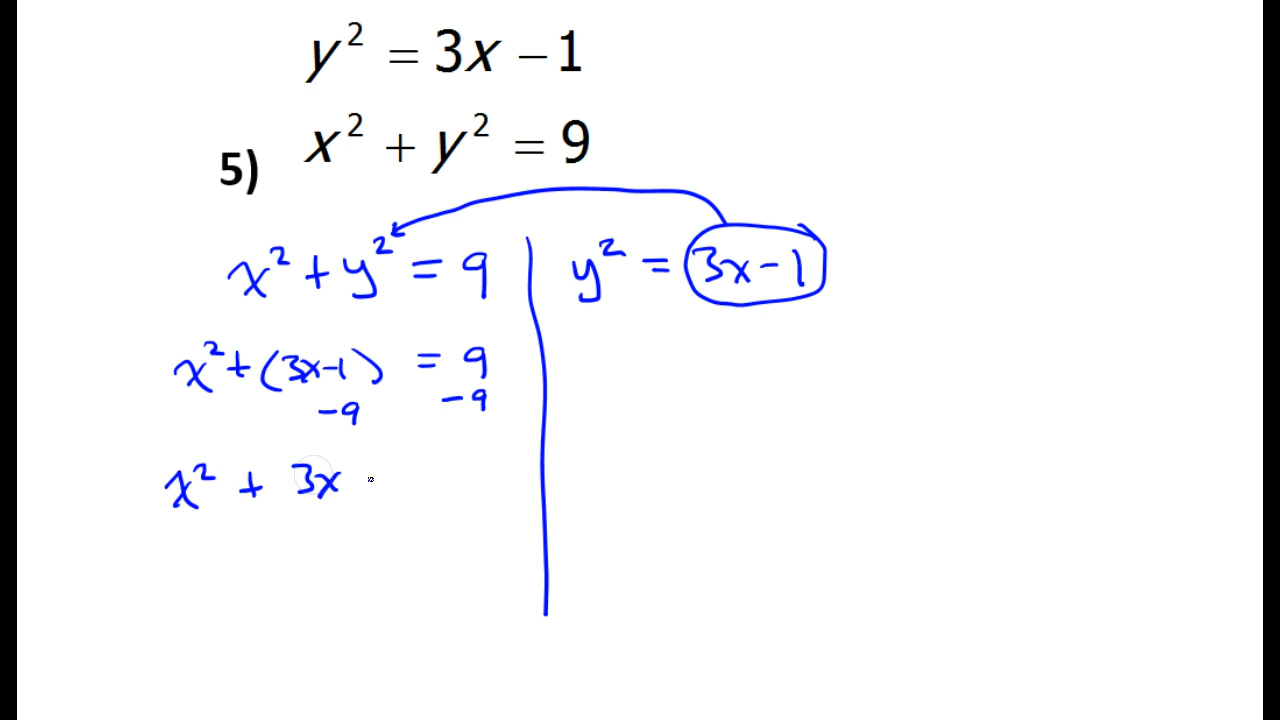 y² = 3x − 1
x² + y² = 9
5)
x² + y² = 9
y² = 3x − 1
x² + (3x − 1) = 9
−9 −9
x² + 3x